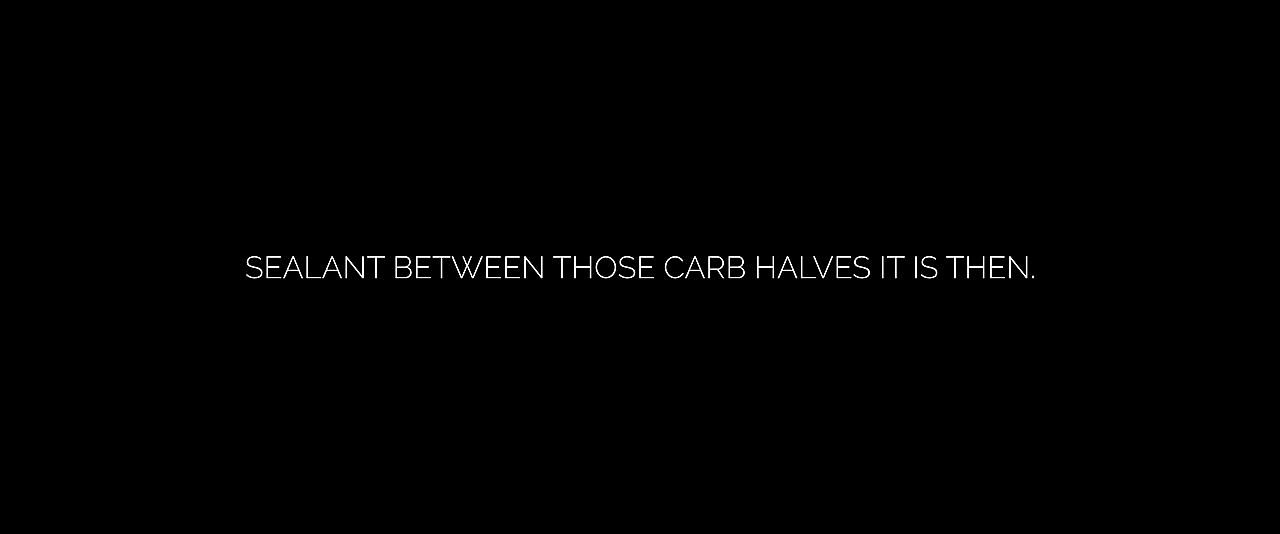 SEALANT BETWEEN THOSE CARB HALVES IT IS THEN.